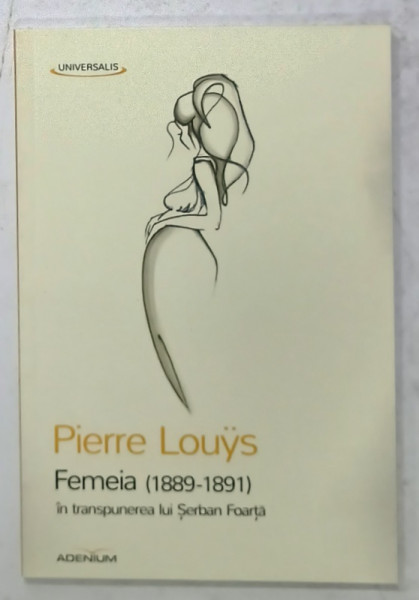 UNIVERSALIS
Pierre Louÿs
Femeia (1889-1891)
în transpunerea lui Șerban Foarță
ADENIUM